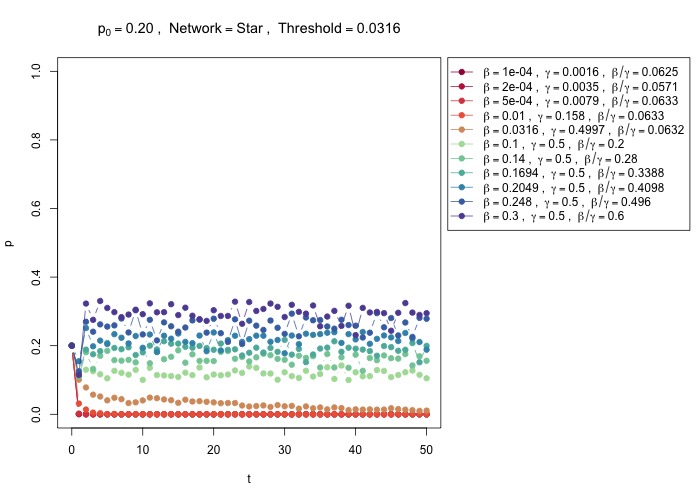 p0 = 0.20 , Network = Star , Threshold = 0.0316
p
1.0
0.8
0.6
0.4
0.2
0.0
0 10 20 30 40 50
t
β = 1e-04 , γ = 0.0016 , β/γ = 0.0625
β = 2e-04 , γ = 0.0035 , β/γ = 0.0571
β = 5e-04 , γ = 0.0079 , β/γ = 0.0633
β = 0.01 , γ = 0.158 , β/γ = 0.0633
β = 0.0316 , γ = 0.4997 , β/γ = 0.0632
β = 0.1 , γ = 0.5 , β/γ = 0.2
β = 0.14 , γ = 0.5 , β/γ = 0.28
β = 0.1694 , γ = 0.5 , β/γ = 0.3388
β = 0.2049 , γ = 0.5 , β/γ = 0.4098
β = 0.248 , γ = 0.5 , β/γ = 0.496
β = 0.3 , γ = 0.5 , β/γ = 0.6